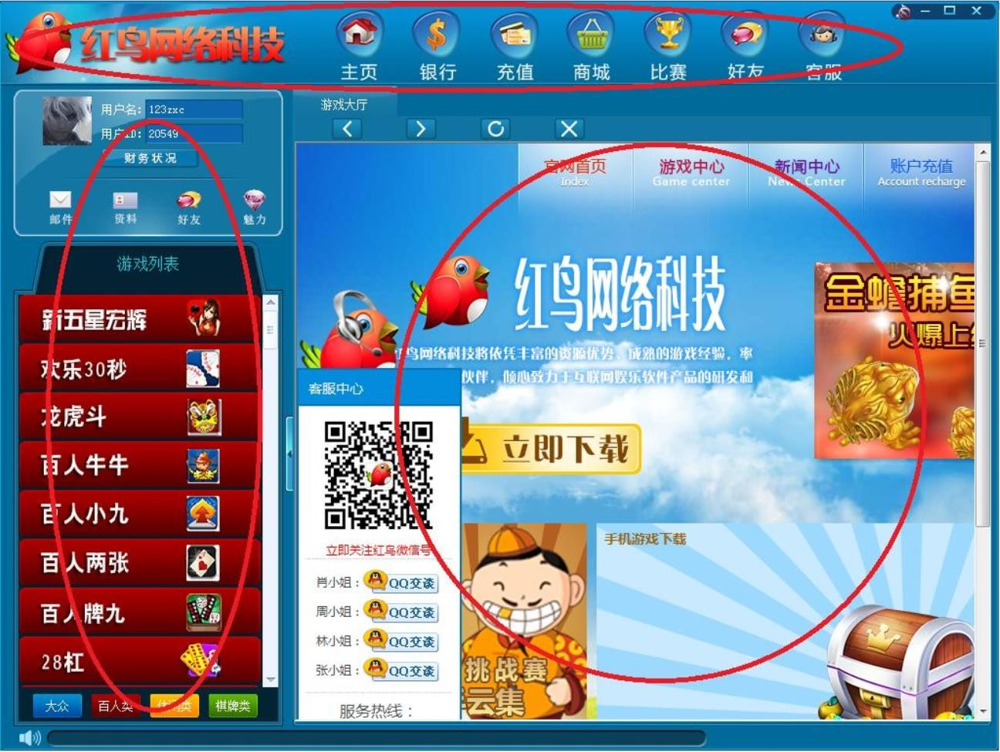 红鸟网络科技
主页 银行 充值 商城 比赛 好友 客服
用户名: 123zxc
用户ID: 20549
财务状况
邮件 资料 好友 魅力
游戏列表
新五星宏辉
欢乐30秒
龙虎斗
百人牛牛
百人小九
百人两张
百人牌九
28杠
大众 百人类 休闲类 棋牌类
游戏大厅
官网首页 游戏中心 新闻中心 账户充值
Index Game center News Center Account recharge
红鸟网络科技
鸟网络科技将依凭丰富的资源优势、成熟的游戏经验，率
伙伴，倾心致力于互联网娱乐软件产品的研发和
立即下载
金蟾捕鱼
火爆上
客服中心
立即关注红鸟微信号
肖小姐： QQ交谈
周小姐： QQ交谈
林小姐： QQ交谈
张小姐： QQ交谈
服务热线：
挑战赛
云集
手机游戏下载